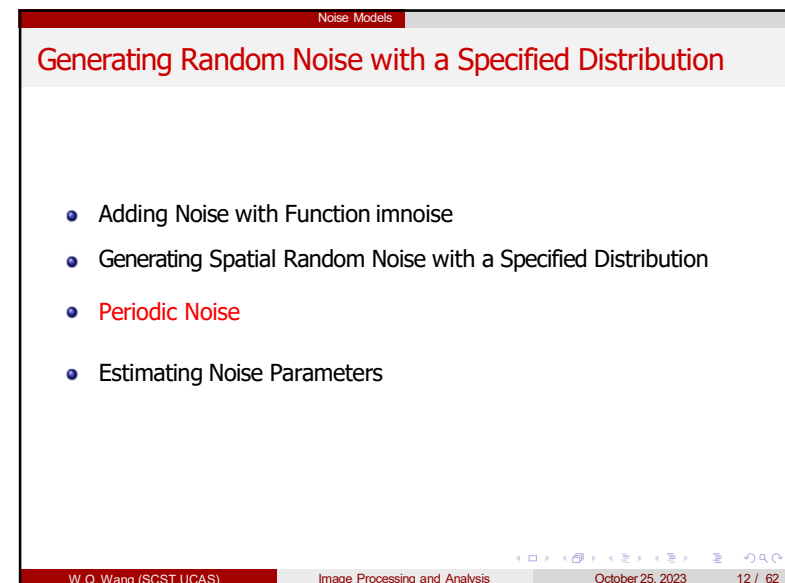 Noise Models
Generating Random Noise with a Specified Distribution
Adding Noise with Function imnoise
Generating Spatial Random Noise with a Specified Distribution
Periodic Noise
Estimating Noise Parameters
W.Q. Wang (SCST UCAS) Image Processing and Analysis October 25, 2023 12 / 62